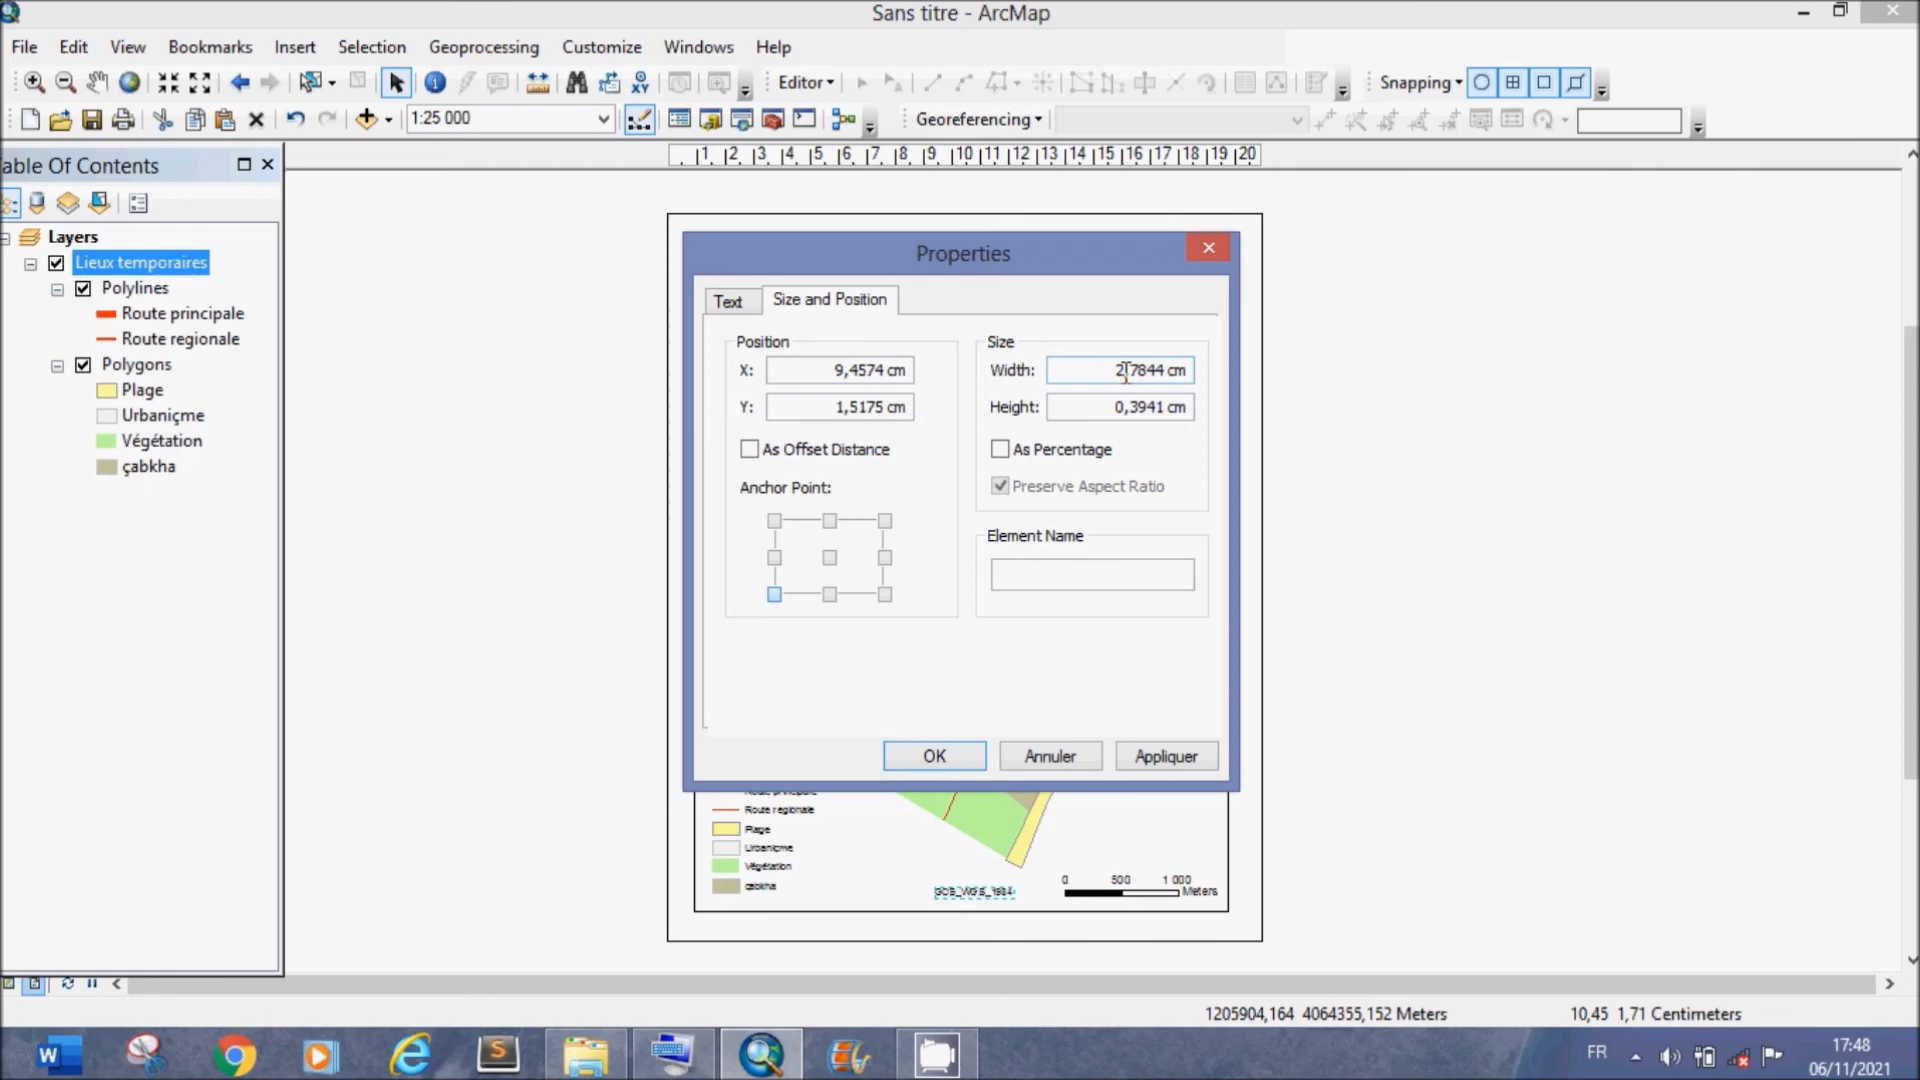 Sans titre - ArcMap
File Edit View Bookmarks Insert Selection Geoprocessing Customize Windows Help
Editor Snapping
1:25 000 Georeferencing
able Of Contents
1 2 3 4 5 6 7 8 9 10 11 12 13 14 15 16 17 18 19 20
Layers
Lieux temporaires
Polylines
Route principale
Route regionale
Polygons
Plage
Urbaniçme
Végétation
çabkha
Properties
Text Size and Position
Position
X: 9,4574 cm
Y: 1,5175 cm
As Offset Distance
Anchor Point:
Size
Width: 2,7844 cm
Height: 0,3941 cm
As Percentage
Preserve Aspect Ratio
Element Name
OK Annuler Appliquer
Route principale
Route regionale
Plage
Urbaniçme
Végétation
çabkha
GCS_WGS_1984
0 500 1 000
Meters
1205904,164 4064355,152 Meters 10,45 1,71 Centimeters
FR
17:48
06/11/2021